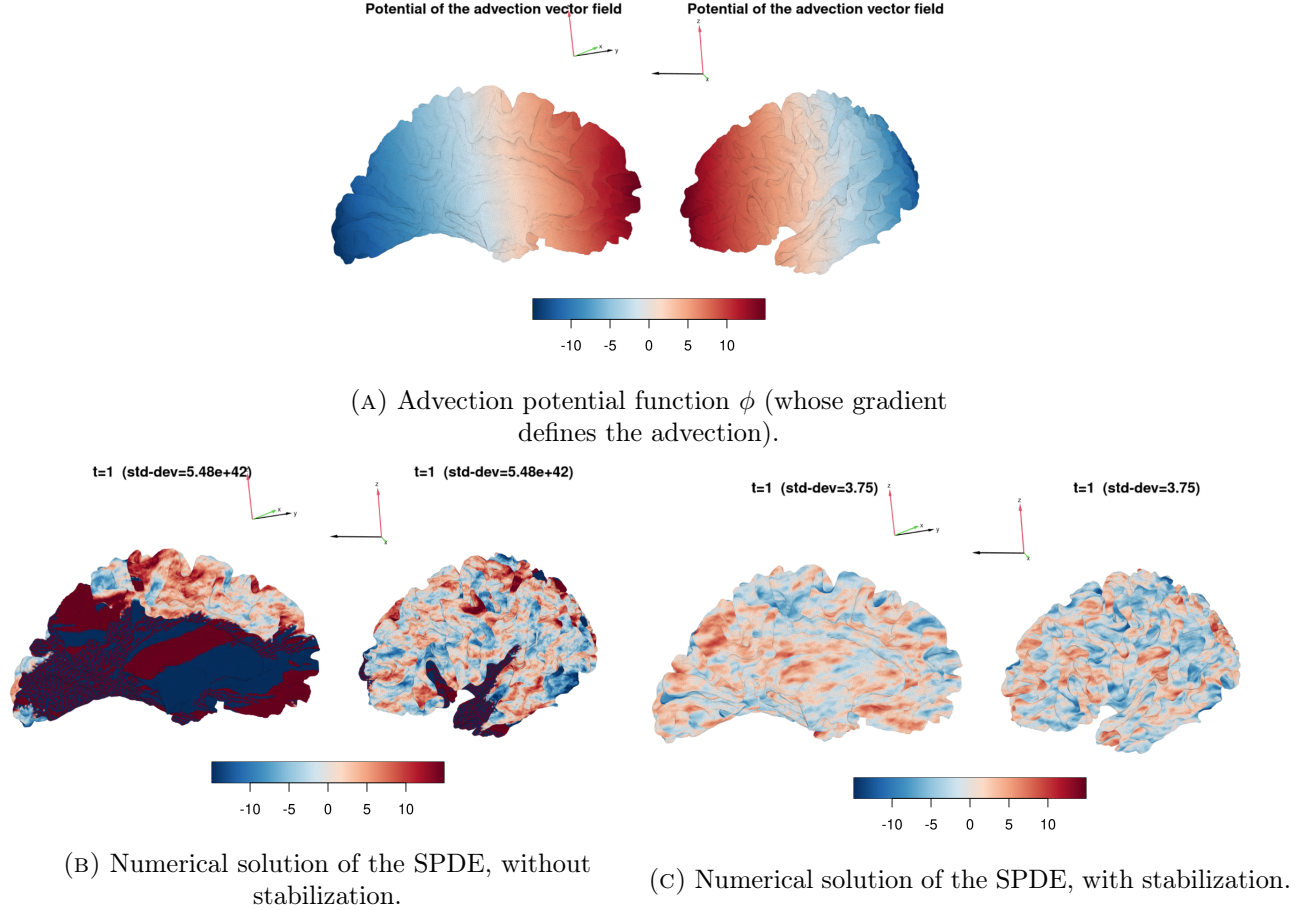 Potential of the advection vector field
Potential of the advection vector field
x
y
z
x
-10 -5 0 5 10
(A) Advection potential function ϕ (whose gradient
defines the advection).
t=1 (std-dev=5.48e+42)
t=1 (std-dev=5.48e+42)
x
y
z
x
-10 -5 0 5 10
(B) Numerical solution of the SPDE, without
stabilization.
t=1 (std-dev=3.75)
t=1 (std-dev=3.75)
z
x
y
z
x
-10 -5 0 5 10
(C) Numerical solution of the SPDE, with stabilization.